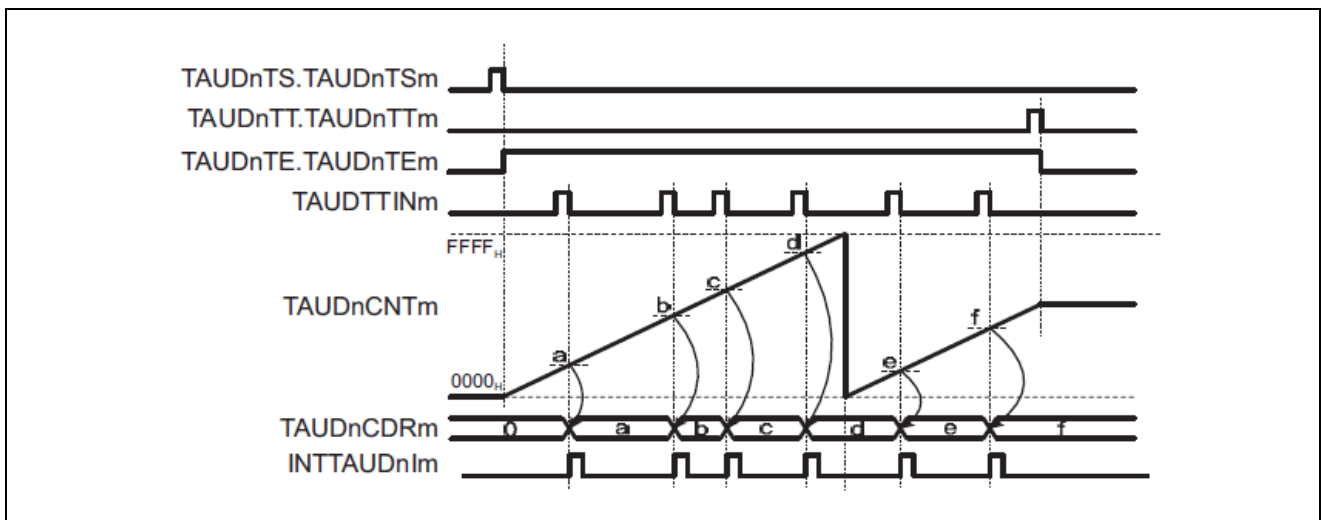 TAUDnTS.TAUDnTSm
TAUDnTT.TAUDnTTm
TAUDnTE.TAUDnTEm
TAUDTTINm
FFFFH
TAUDnCNTm
a
b
c
d
e
f
0000H
TAUDnCDRm
0 a b c d e f
INTTAUDnIm